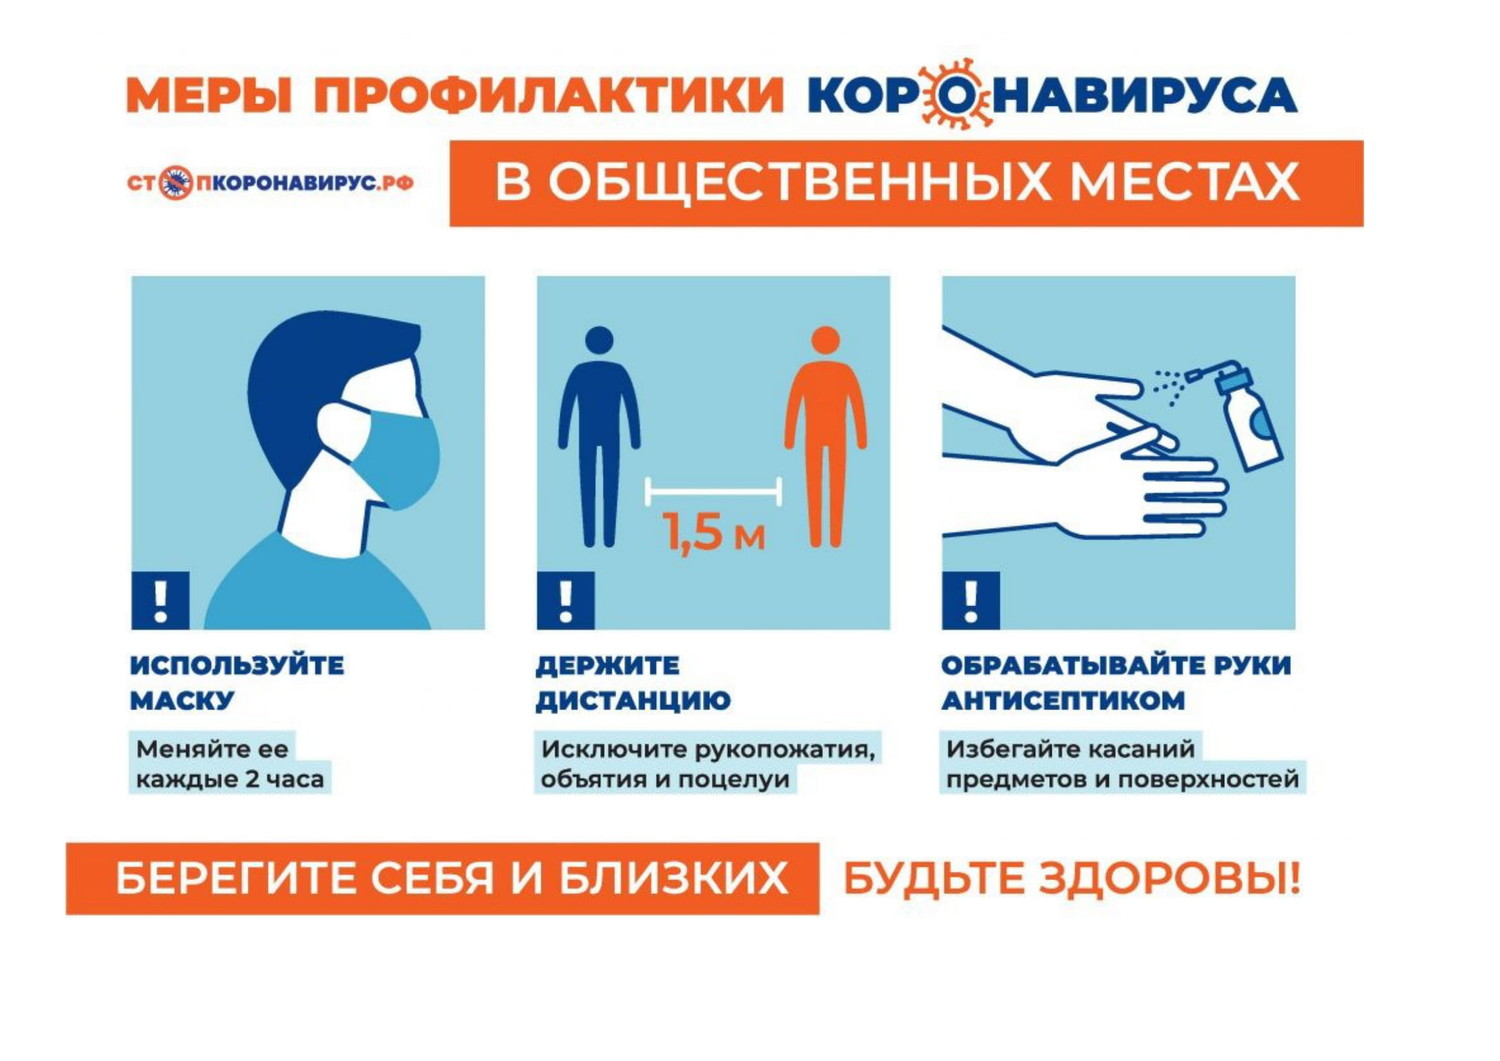 МЕРЫ ПРОФИЛАКТИКИ КОРОНАВИРУСА
СТОПКОРОНАВИРУС.РФ
В ОБЩЕСТВЕННЫХ МЕСТАХ
1,5 м
!
!
!
ИСПОЛЬЗУЙТЕ
МАСКУ
Меняйте ее
каждые 2 часа
ДЕРЖИТЕ
ДИСТАНЦИЮ
Исключите рукопожатия,
объятия и поцелуи
ОБРАБАТЫВАЙТЕ РУКИ
АНТИСЕПТИКОМ
Избегайте касаний
предметов и поверхностей
БЕРЕГИТЕ СЕБЯ И БЛИЗКИХ
БУДЬТЕ ЗДОРОВЫ!